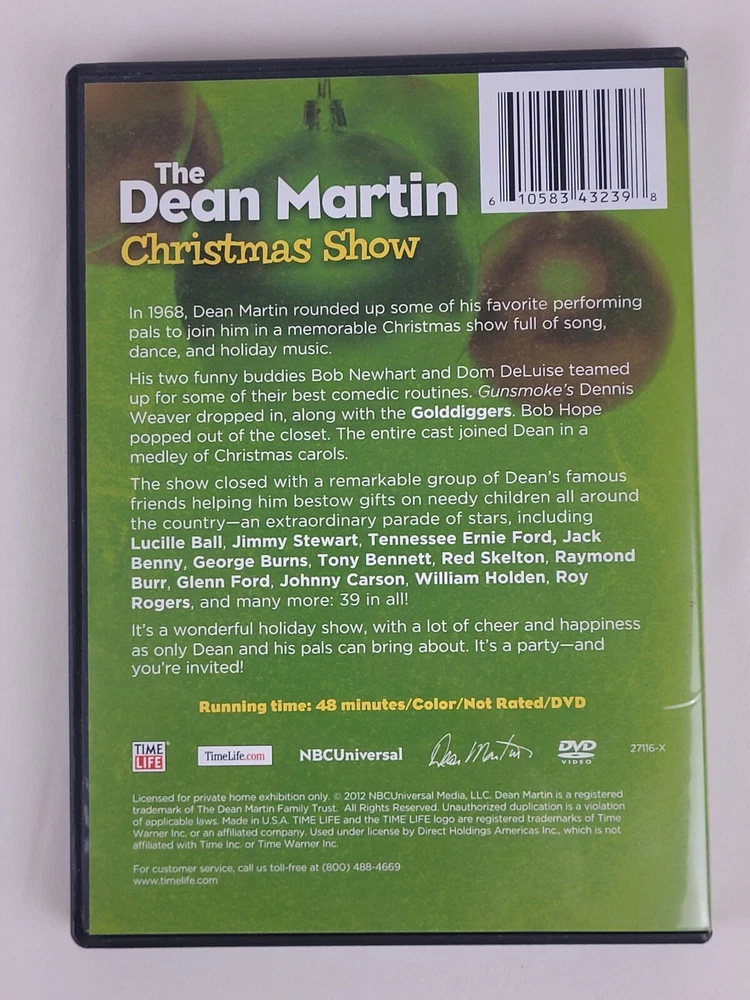 The
Dean Martin
Christmas Show
6 10583 43239 8
In 1968, Dean Martin rounded up some of his favorite performing
pals to join him in a memorable Christmas show full of song,
dance, and holiday music.
His two funny buddies Bob Newhart and Dom DeLuise teamed
up for some of their best comedic routines. Gunsmoke's Dennis
Weaver dropped in, along with the Golddiggers. Bob Hope
popped out of the closet. The entire cast joined Dean in a
medley of Christmas carols.
The show closed with a remarkable group of Dean's famous
friends helping him bestow gifts on needy children all around
the country—an extraordinary parade of stars, including
Lucille Ball, Jimmy Stewart, Tennessee Ernie Ford, Jack
Benny, George Burns, Tony Bennett, Red Skelton, Raymond
Burr, Glenn Ford, Johnny Carson, William Holden, Roy
Rogers, and many more: 39 in all!
It's a wonderful holiday show, with a lot of cheer and happiness
as only Dean and his pals can bring about. It's a party—and
you're invited!
Running time: 48 minutes/Color/Not Rated/DVD
TIME LIFE® TimeLife.com NBCUniversal Dean Martin DVD VIDEO 27116-X
Licensed for private home exhibition only. © 2012 NBCUniversal Media, LLC. Dean Martin is a registered
trademark of The Dean Martin Family Trust. All Rights Reserved. Unauthorized duplication is a violation
of applicable laws. Made in U.S.A. TIME LIFE and the TIME LIFE logo are registered trademarks of Time
Warner Inc. or an affiliated company. Used under license by Direct Holdings Americas Inc., which is not
affiliated with Time Inc. or Time Warner Inc.
For customer service, call us toll-free at (800) 488-4669
www.timelife.com